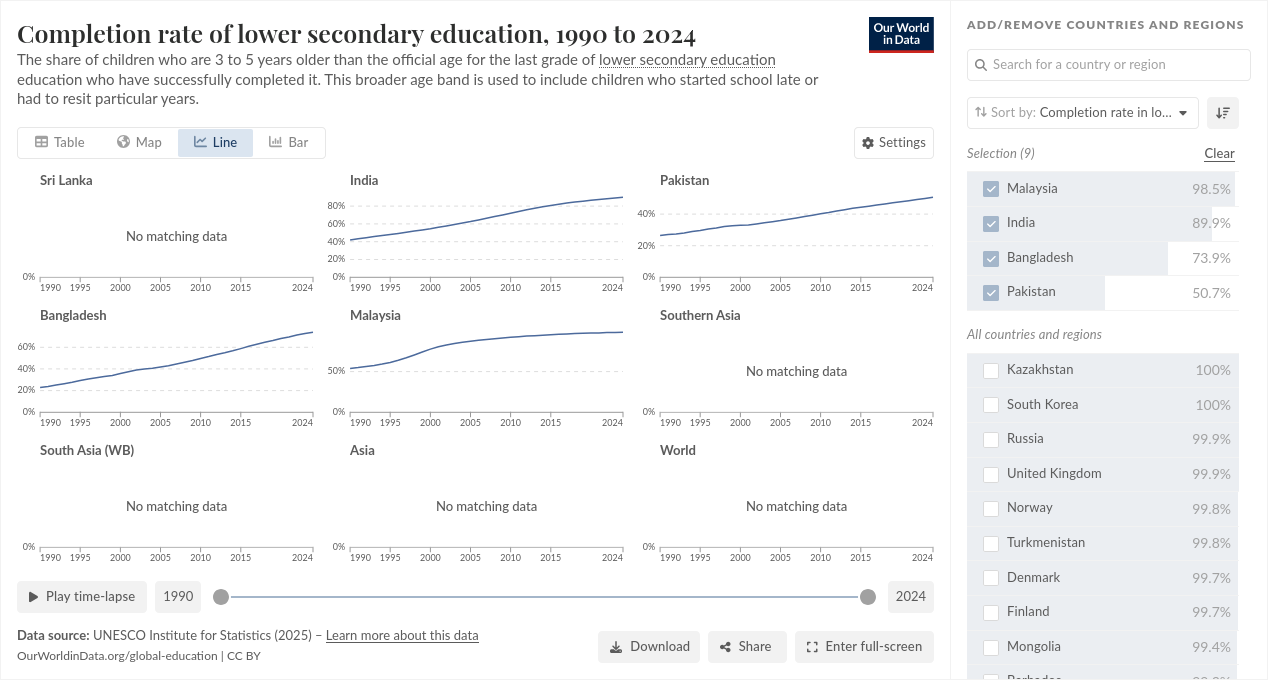 Completion rate of lower secondary education, 1990 to 2024
The share of children who are 3 to 5 years older than the official age for the last grade of lower secondary education
education who have successfully completed it. This broader age band is used to include children who started school late or
had to resit particular years.
Our World
in Data
Table Map Line Bar
Settings
Sri Lanka
No matching data
0%
1990 1995 2000 2005 2010 2015 2024
India
80%
60%
40%
20%
0%
1990 1995 2000 2005 2010 2015 2024
Pakistan
40%
20%
0%
1990 1995 2000 2005 2010 2015 2024
Bangladesh
60%
40%
20%
0%
1990 1995 2000 2005 2010 2015 2024
Malaysia
50%
0%
1990 1995 2000 2005 2010 2015 2024
Southern Asia
No matching data
0%
1990 1995 2000 2005 2010 2015 2024
South Asia (WB)
No matching data
0%
1990 1995 2000 2005 2010 2015 2024
Asia
No matching data
0%
1990 1995 2000 2005 2010 2015 2024
World
No matching data
0%
1990 1995 2000 2005 2010 2015 2024
Play time-lapse 1990 2024
Data source: UNESCO Institute for Statistics (2025) – Learn more about this data
OurWorldinData.org/global-education | CC BY
Download Share Enter full-screen
ADD/REMOVE COUNTRIES AND REGIONS
Search for a country or region
Sort by: Completion rate in lo...
Selection (9) Clear
Malaysia 98.5%
India 89.9%
Bangladesh 73.9%
Pakistan 50.7%
All countries and regions
Kazakhstan 100%
South Korea 100%
Russia 99.9%
United Kingdom 99.9%
Norway 99.8%
Turkmenistan 99.8%
Denmark 99.7%
Finland 99.7%
Mongolia 99.4%